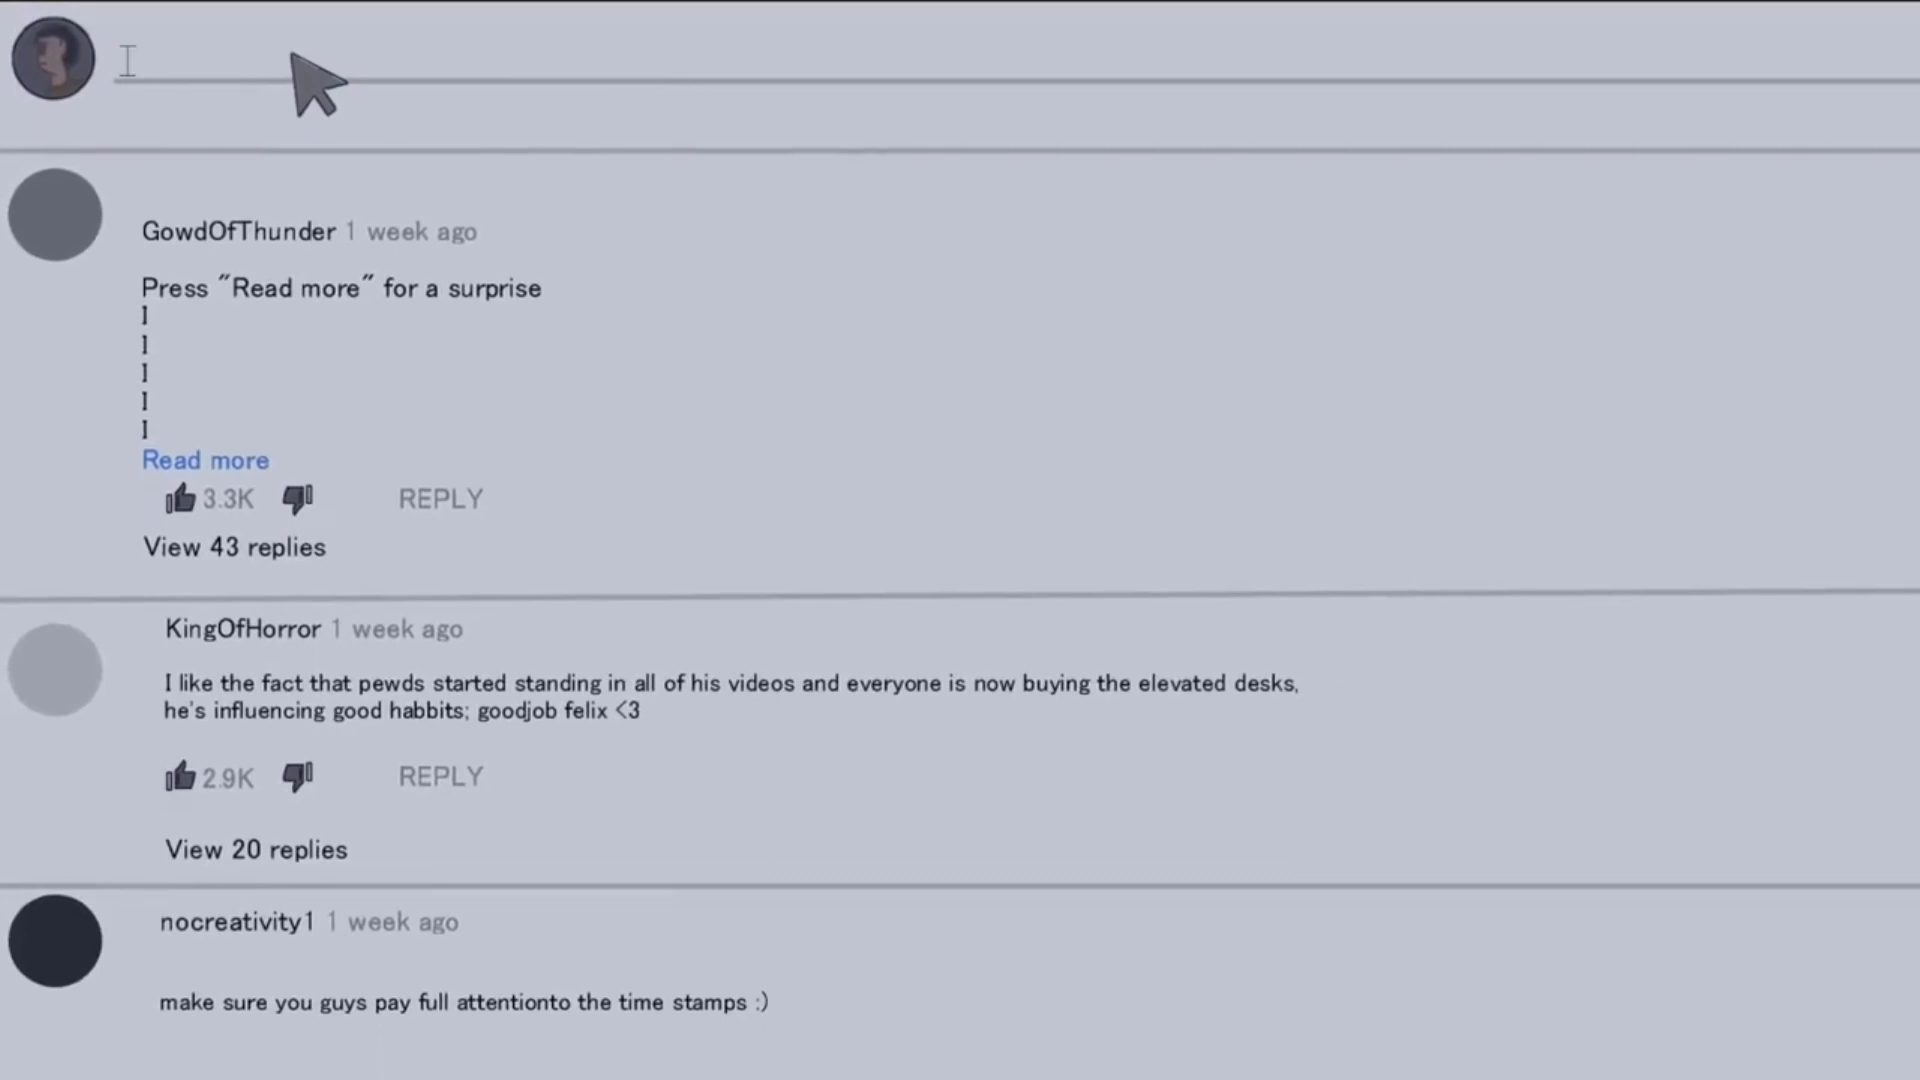 GowdOfThunder 1 week ago
Press "Read more" for a surprise
I
I
I
I
I
Read more
3.3K REPLY
View 43 replies
KingOfHorror 1 week ago
I like the fact that pewds started standing in all of his videos and everyone is now buying the elevated desks,
he's influencing good habbits; goodjob felix <3
2.9K REPLY
View 20 replies
nocreativity1 1 week ago
make sure you guys pay full attentionto the time stamps :)